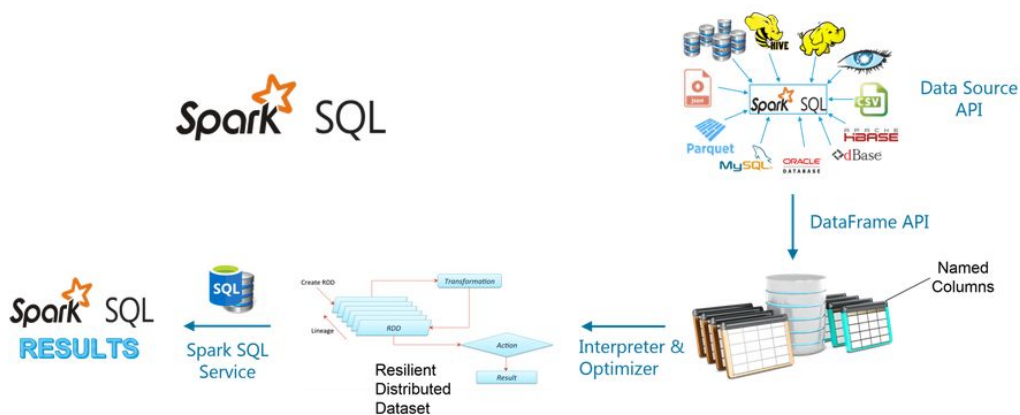 Spark SQL
HIVE
json
Spark SQL
CSV
Data Source
API
Parquet
APACHE
HBASE
MySQL
ORACLE
DATABASE
dBase
DataFrame API
Named
Columns
Interpreter &
Optimizer
Create RDD
Transformation
RDD
Lineage
Action
Result
Resilient
Distributed
Dataset
SQL
Spark SQL
Service
Spark SQL
RESULTS